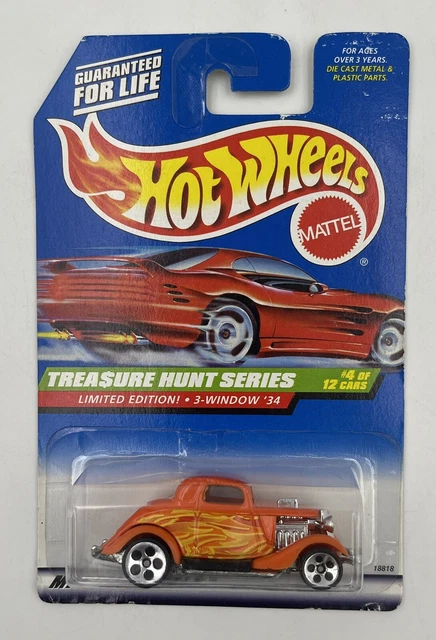 GUARANTEED
FOR LIFE
FOR AGES
OVER 3 YEARS.
DIE CAST METAL &
PLASTIC PARTS.
HOT WHEELS
MATTEL
®
TREA$URE HUNT SERIES
#4 OF
12 CARS
LIMITED EDITION! • 3-WINDOW '34
18818